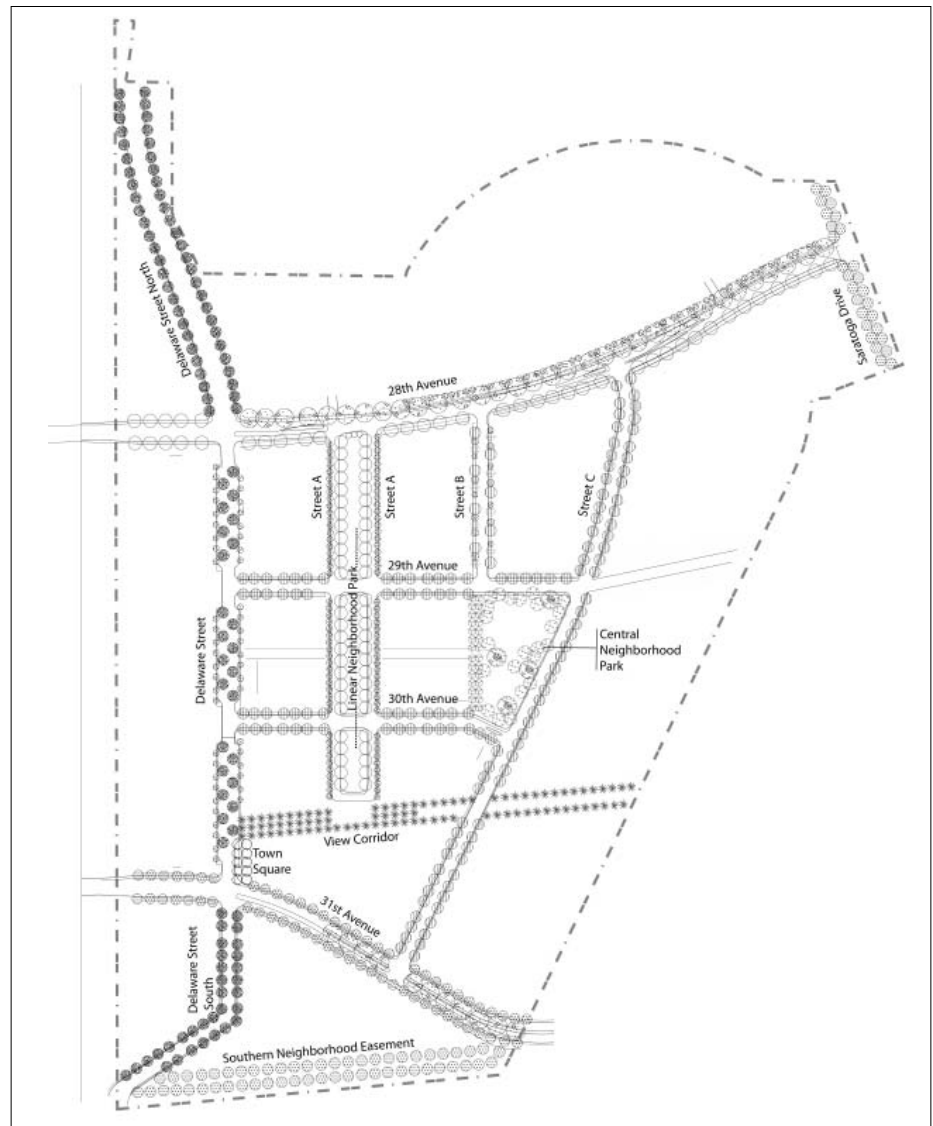 Delaware Street North
Saratoga Drive
28th Avenue
Street A
Street A
Street B
Street C
29th Avenue
Linear Neighborhood Park
Delaware Street
Central
Neighborhood
Park
30th Avenue
View Corridor
Town
Square
31st Avenue
Delaware Street
South
Southern Neighborhood Easement